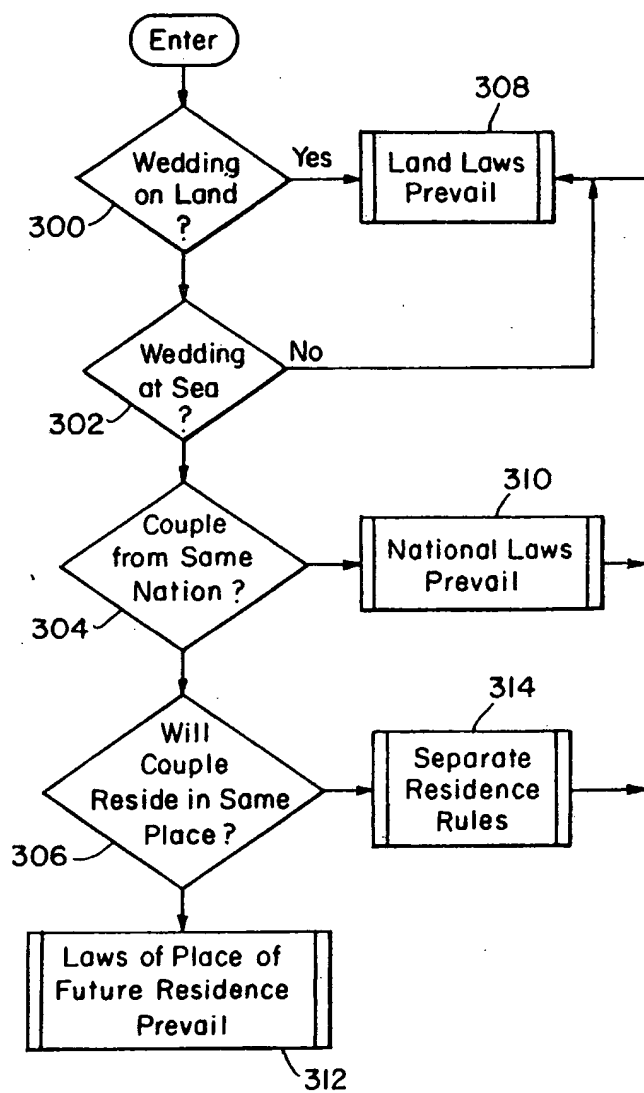 Enter
308
Wedding
on Land
?
Yes
Land Laws
Prevail
300
Wedding
at Sea
?
No
302
310
Couple
from Same
Nation ?
National Laws
Prevail
304
314
Will
Couple
Reside in Same
Place ?
Separate
Residence
Rules
306
Laws of Place of
Future Residence
Prevail
312